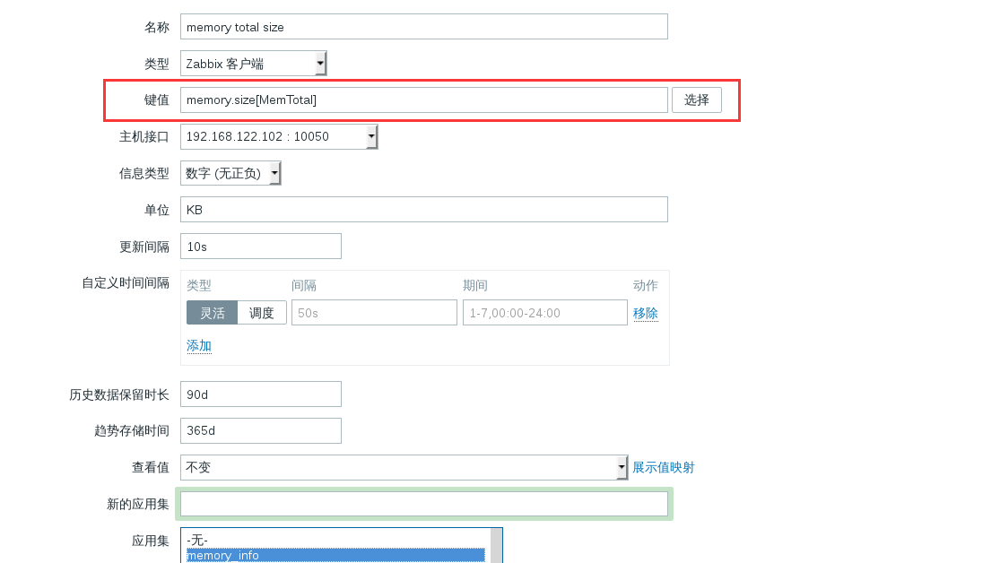 名称 memory total size
类型 Zabbix 客户端
键值 memory.size[MemTotal] 选择
主机接口 192.168.122.102 : 10050
信息类型 数字 (无正负)
单位 KB
更新间隔 10s
自定义时间间隔 类型 间隔 期间 动作
灵活 调度 50s 1-7,00:00-24:00 移除
添加
历史数据保留时长 90d
趋势存储时间 365d
查看值 不变 展示值映射
新的应用集
应用集 -无-
memory_info